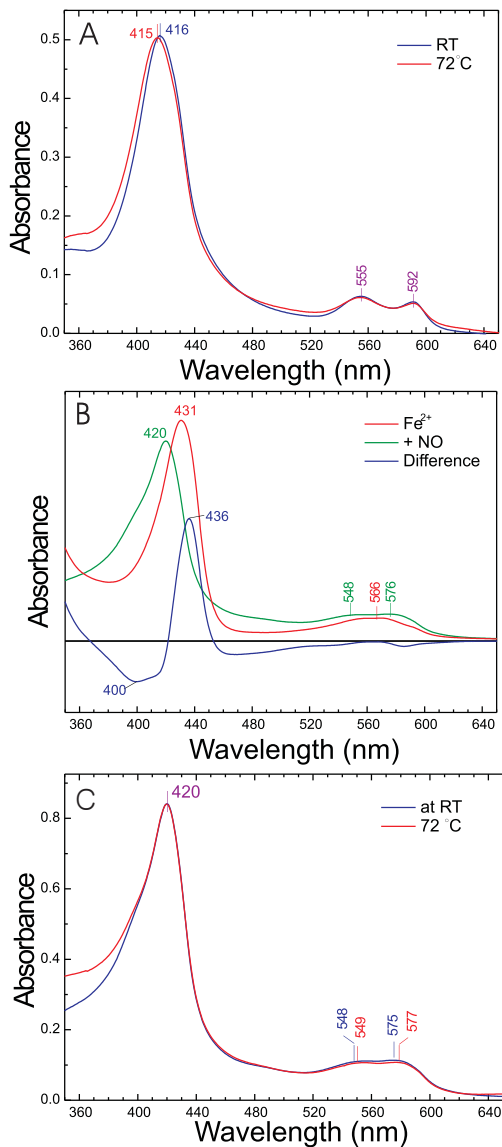 A
415 416
RT
72°C
555
592
Absorbance
0.5
0.4
0.3
0.2
0.1
0.0
360 400 440 480 520 560 600
Wavelength (nm)
B
431
420
Fe2+
+ NO
Difference
436
548
566
576
400
Absorbance
360 400 440 480 520 560 600
Wavelength (nm)
C
420
at RT
72 °C
548
549
575
577
Absorbance
0.8
0.6
0.4
0.2
0.0
360 400 440 480 520 560 600
Wavelength (nm)